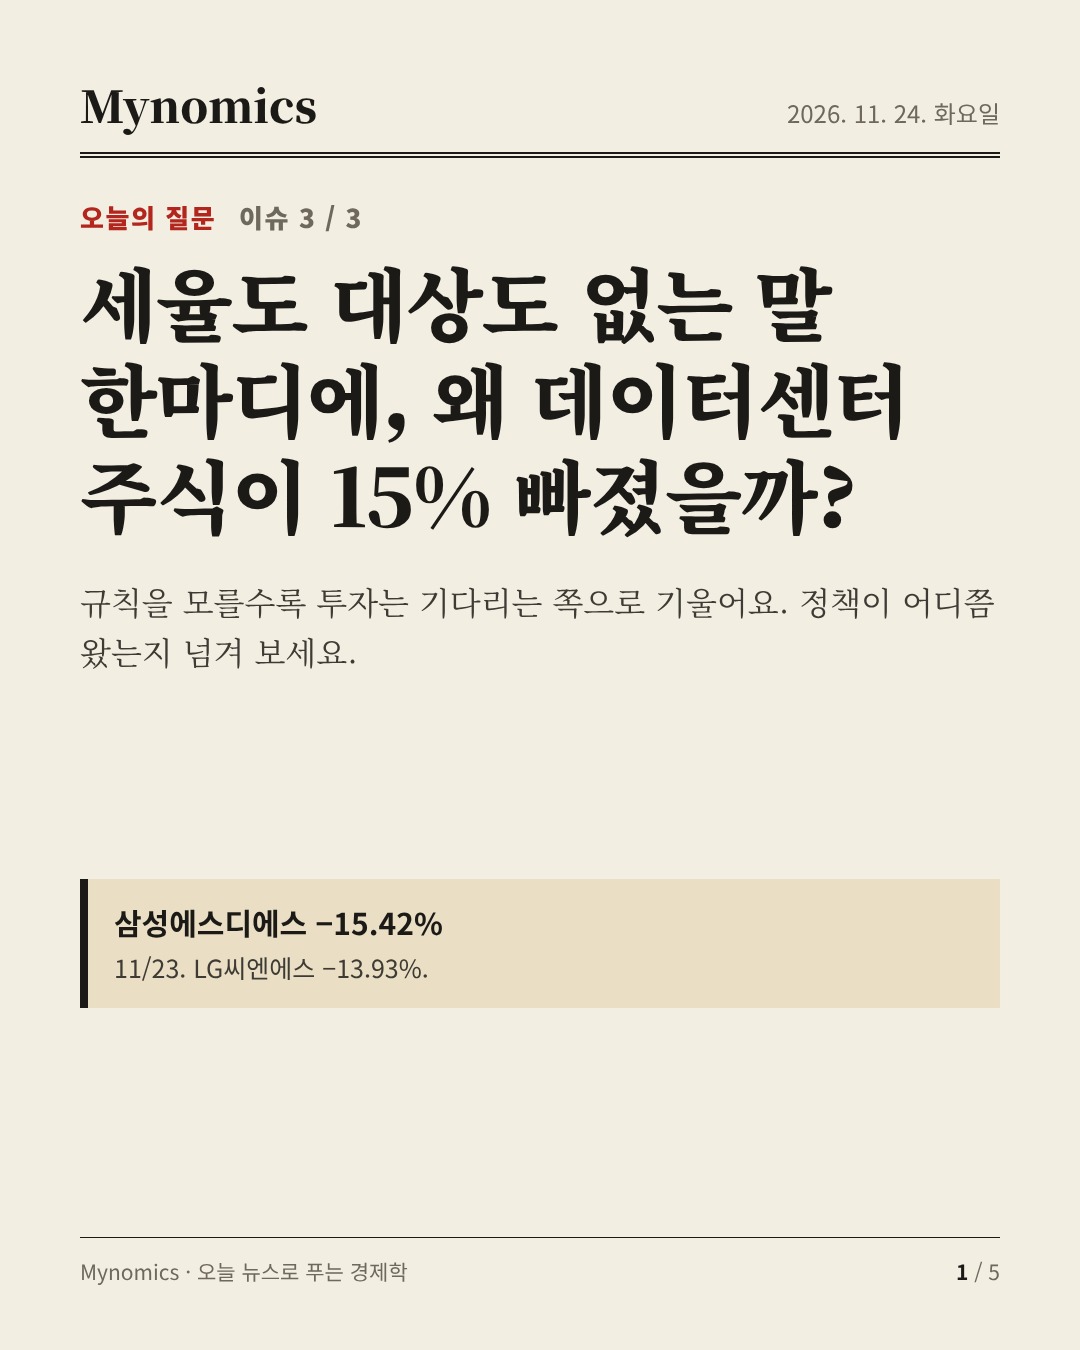 Mynomics
2026. 11. 24. 화요일
오늘의 질문 이슈 3 / 3
세율도 대상도 없는 말
한마디에, 왜 데이터센터
주식이 15% 빠졌을까?
규칙을 모를수록 투자는 기다리는 쪽으로 기울어요. 정책이 어디쯤
왔는지 넘겨 보세요.
삼성에스디에스 −15.42%
11/23. LG씨엔에스 −13.93%.
Mynomics · 오늘 뉴스로 푸는 경제학
1 / 5